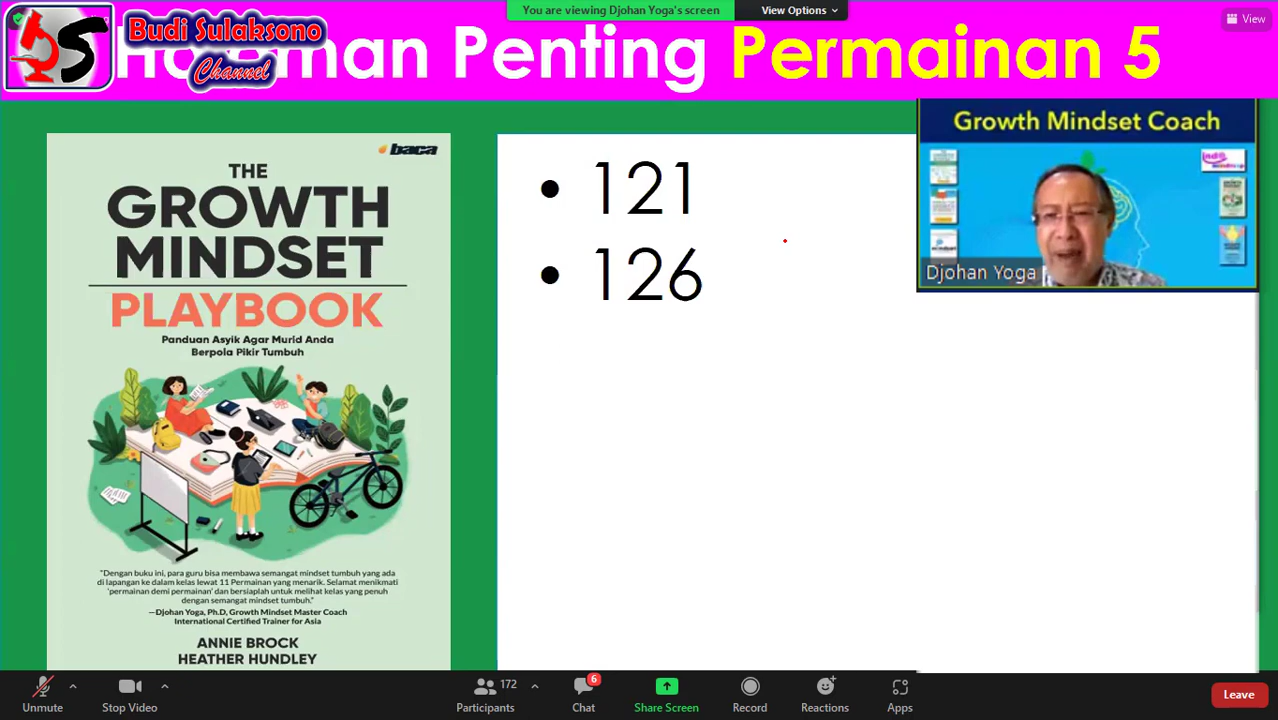 You are viewing Djohan Yoga's screen
View Options
View
Budi Sulaksono
Channel
Penting Permainan 5
baca
THE
GROWTH
MINDSET
PLAYBOOK
Panduan Asyik Agar Murid Anda
Berpola Pikir Tumbuh
"Dengan buku ini, para guru bisa membawa semangat mindset tumbuh yang ada
di lapangan ke dalam kelas lewat 11 Permainan yang menarik. Selamat menikmati
'permainan demi permainan' dan bersiaplah untuk melihat kelas yang penuh
dengan semangat mindset tumbuh."
—Djohan Yoga, Ph.D, Growth Mindset Master Coach
International Certified Trainer for Asia
ANNIE BROCK
HEATHER HUNDLEY
• 121
• 126
Growth Mindset Coach
Djohan Yoga
Unmute
Stop Video
172
Participants
6
Chat
Share Screen
Record
Reactions
Apps
Leave